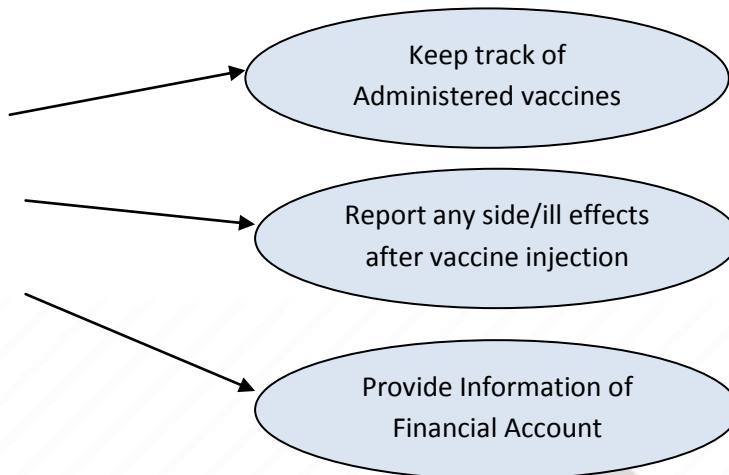 Keep track of
Administered vaccines
Report any side/ill effects
after vaccine injection
Provide Information of
Financial Account